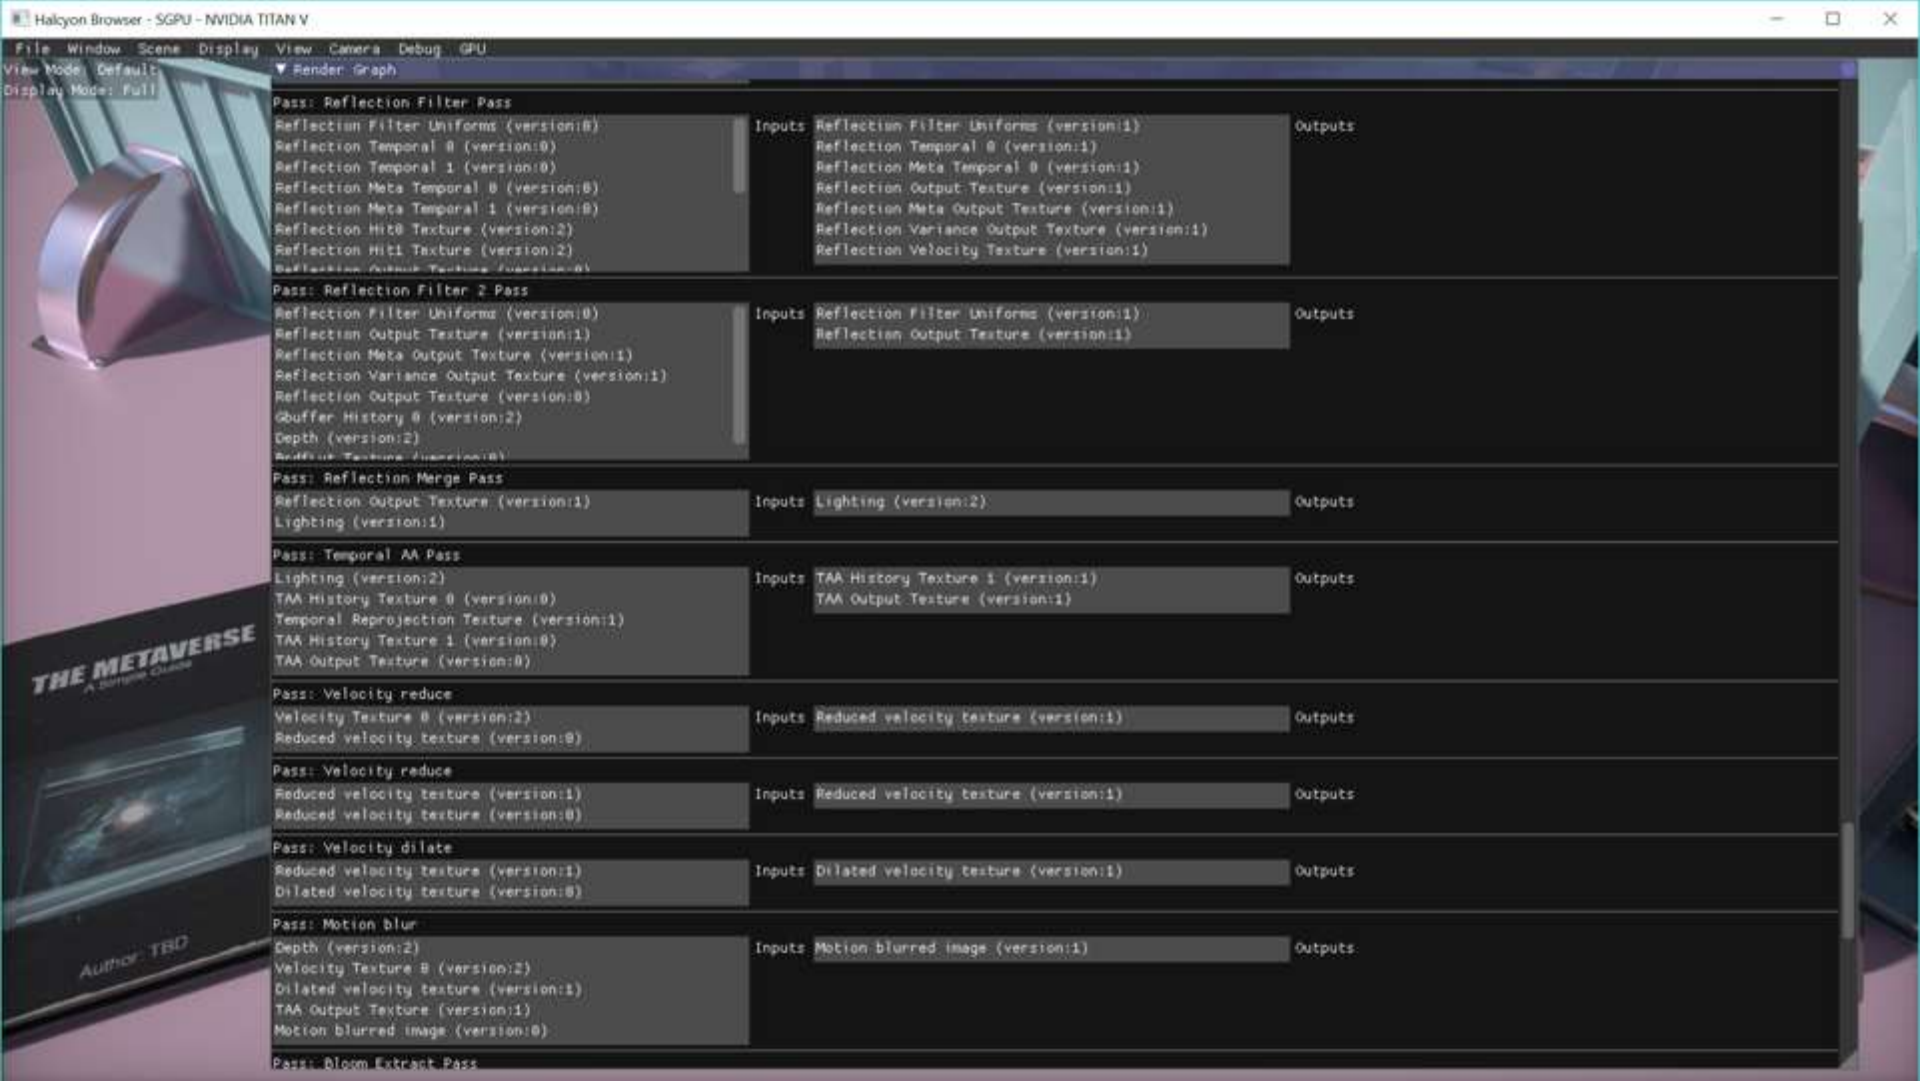 Halcyon Browser - SGPU - NVIDIA TITAN V
File Window Scene Display View Camera Debug GPU
View Mode: Default
Display Mode: Full
Render Graph
Pass: Reflection Filter Pass
Reflection Filter Uniforms (version:0)
Reflection Temporal 0 (version:0)
Reflection Temporal 1 (version:0)
Reflection Meta Temporal 0 (version:0)
Reflection Meta Temporal 1 (version:0)
Reflection Hit0 Texture (version:2)
Reflection Hit1 Texture (version:2)
Reflection Output Texture (version:0)
Inputs
Reflection Filter Uniforms (version:1)
Reflection Temporal 0 (version:1)
Reflection Meta Temporal 0 (version:1)
Reflection Output Texture (version:1)
Reflection Meta Output Texture (version:1)
Reflection Variance Output Texture (version:1)
Reflection Velocity Texture (version:1)
Outputs
Pass: Reflection Filter 2 Pass
Reflection Filter Uniforms (version:0)
Reflection Output Texture (version:1)
Reflection Meta Output Texture (version:1)
Reflection Variance Output Texture (version:1)
Reflection Output Texture (version:0)
Gbuffer History 0 (version:2)
Depth (version:2)
Texture (version:0)
Inputs
Reflection Filter Uniforms (version:1)
Reflection Output Texture (version:1)
Outputs
Pass: Reflection Merge Pass
Reflection Output Texture (version:1)
Lighting (version:1)
Inputs
Lighting (version:2)
Outputs
Pass: Temporal AA Pass
Lighting (version:2)
TAA History Texture 0 (version:0)
Temporal Reprojection Texture (version:1)
TAA History Texture 1 (version:0)
TAA Output Texture (version:0)
Inputs
TAA History Texture 1 (version:1)
TAA Output Texture (version:1)
Outputs
Pass: Velocity reduce
Velocity Texture 0 (version:2)
Reduced velocity texture (version:0)
Inputs
Reduced velocity texture (version:1)
Outputs
Pass: Velocity reduce
Reduced velocity texture (version:1)
Reduced velocity texture (version:0)
Inputs
Reduced velocity texture (version:1)
Outputs
Pass: Velocity dilate
Reduced velocity texture (version:1)
Dilated velocity texture (version:0)
Inputs
Dilated velocity texture (version:1)
Outputs
Pass: Motion blur
Depth (version:2)
Velocity Texture 0 (version:2)
Dilated velocity texture (version:1)
TAA Output Texture (version:1)
Motion blurred image (version:0)
Inputs
Motion blurred image (version:1)
Outputs
Pass: Bloom Extract Pass
THE METAVERSE
A Simple Guide
Author: TBD